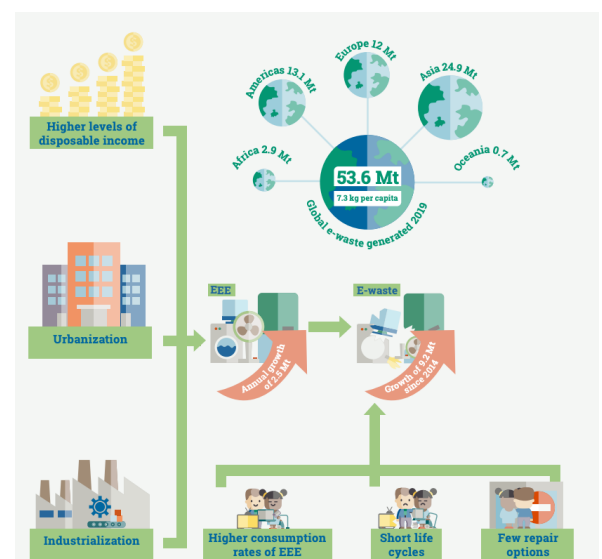 Europe 12 Mt
Americas 13.1 Mt
Asia 24.9 Mt
Africa 2.9 Mt
Oceania 0.7 Mt
53.6 Mt
7.3 kg per capita
Global e-waste generated 2019
Higher levels of
disposable income
Urbanization
Industrialization
EEE
Annual growth
of 2.5 Mt
E-waste
Growth of 9.2 Mt
since 2014
Higher consumption
rates of EEE
Short life
cycles
Few repair
options